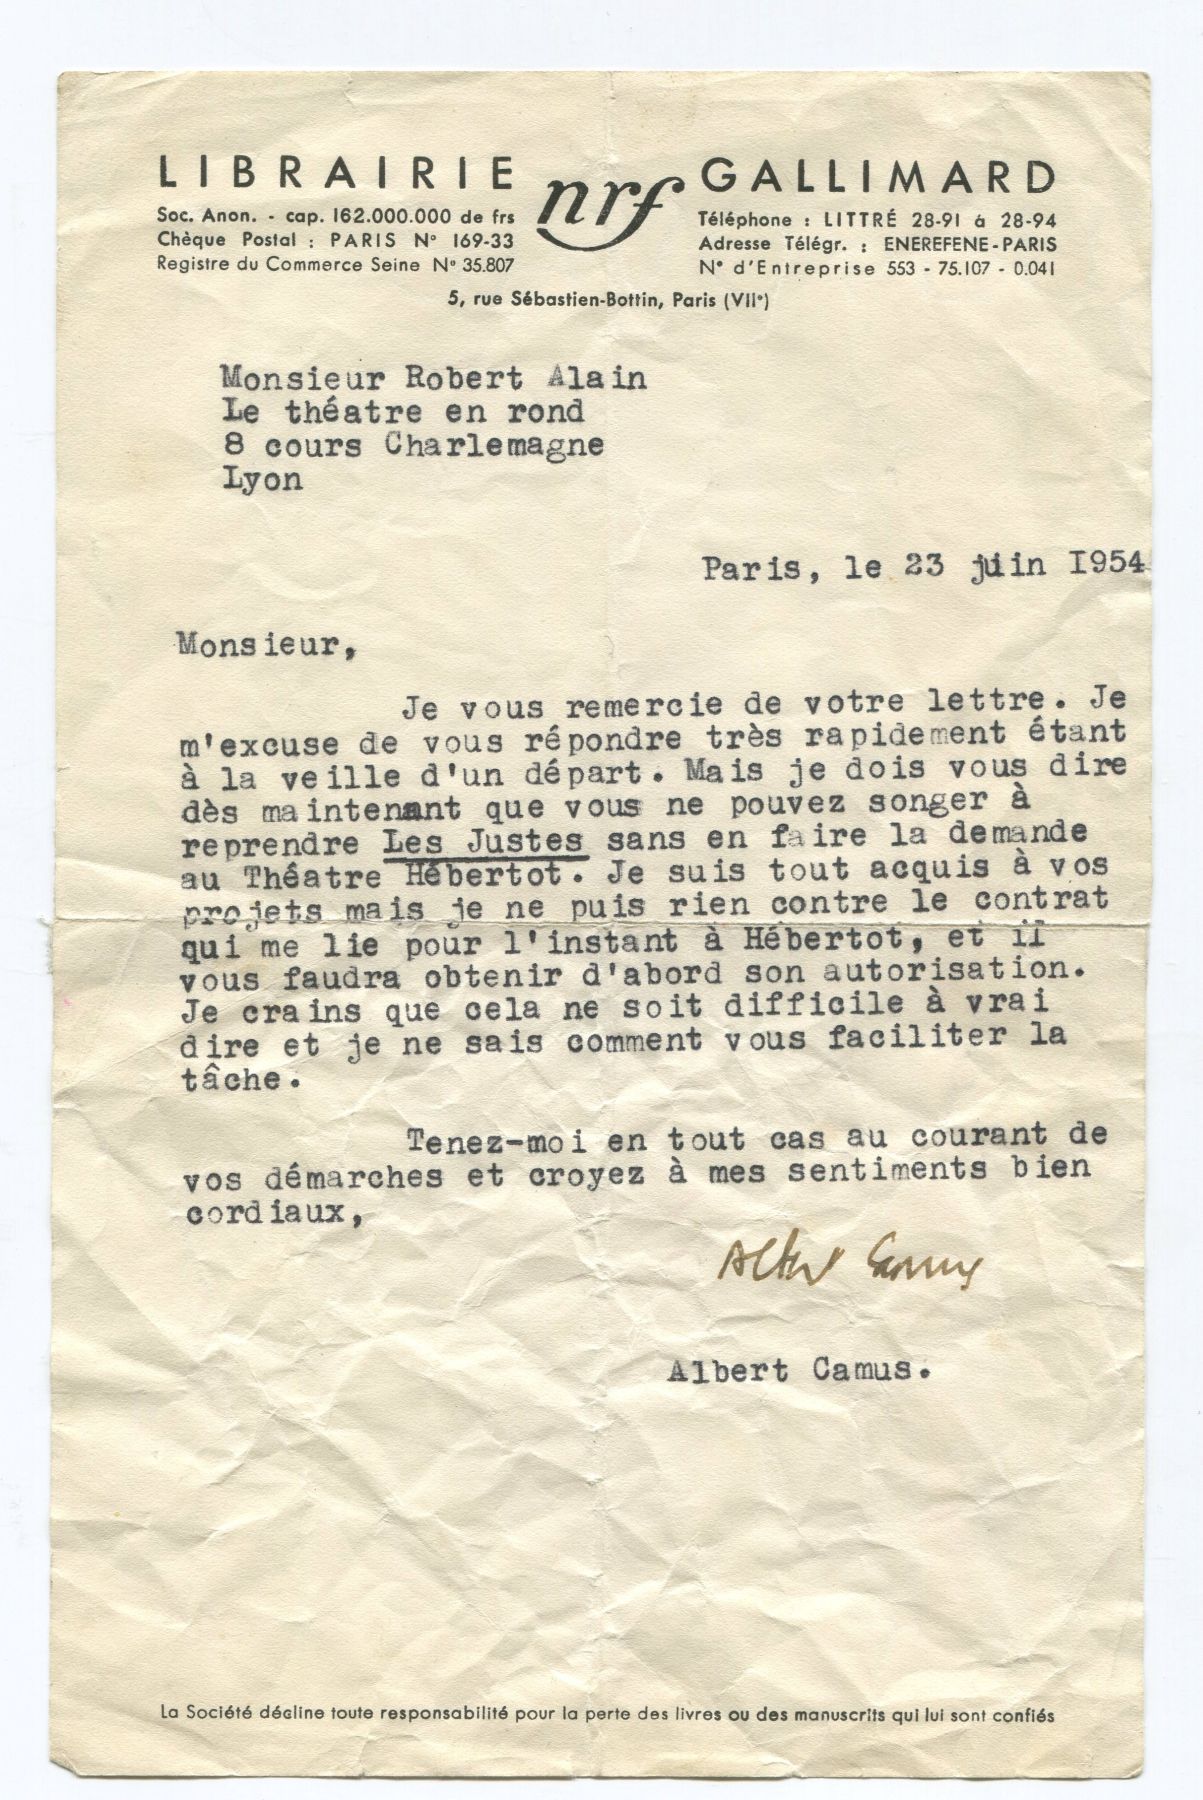 LIBRAIRIE nrf GALLIMARD
Soc. Anon. - cap. 162.000.000 de frs
Chèque Postal : PARIS N° 169-33
Registre du Commerce Seine N° 35.807
Téléphone : LITTRÉ 28-91 à 28-94
Adresse Télégr. : ENEREFENE-PARIS
N° d'Entreprise 553 - 75.107 - 0.041
5, rue Sébastien-Bottin, Paris (VIIe)
Monsieur Robert Alain
Le théatre en rond
8 cours Charlemagne
Lyon
Paris, le 23 juin I954
Monsieur,
Je vous remercie de votre lettre. Je
m'excuse de vous répondre très rapidement étant
à la veille d'un départ. Mais je dois vous dire
dès maintenant que vous ne pouvez songer à
reprendre Les Justes sans en faire la demande
au Théatre Hébertot. Je suis tout acquis à vos
projets mais je ne puis rien contre le contrat
qui me lie pour l'instant à Hébertot, et il
vous faudra obtenir d'abord son autorisation.
Je crains que cela ne soit difficile à vrai
dire et je ne sais comment vous faciliter la
tâche.
Tenez-moi en tout cas au courant de
vos démarches et croyez à mes sentiments bien
cordiaux,
Albert Camus
Albert Camus.
La Société décline toute responsabilité pour la perte des livres ou des manuscrits qui lui sont confiés